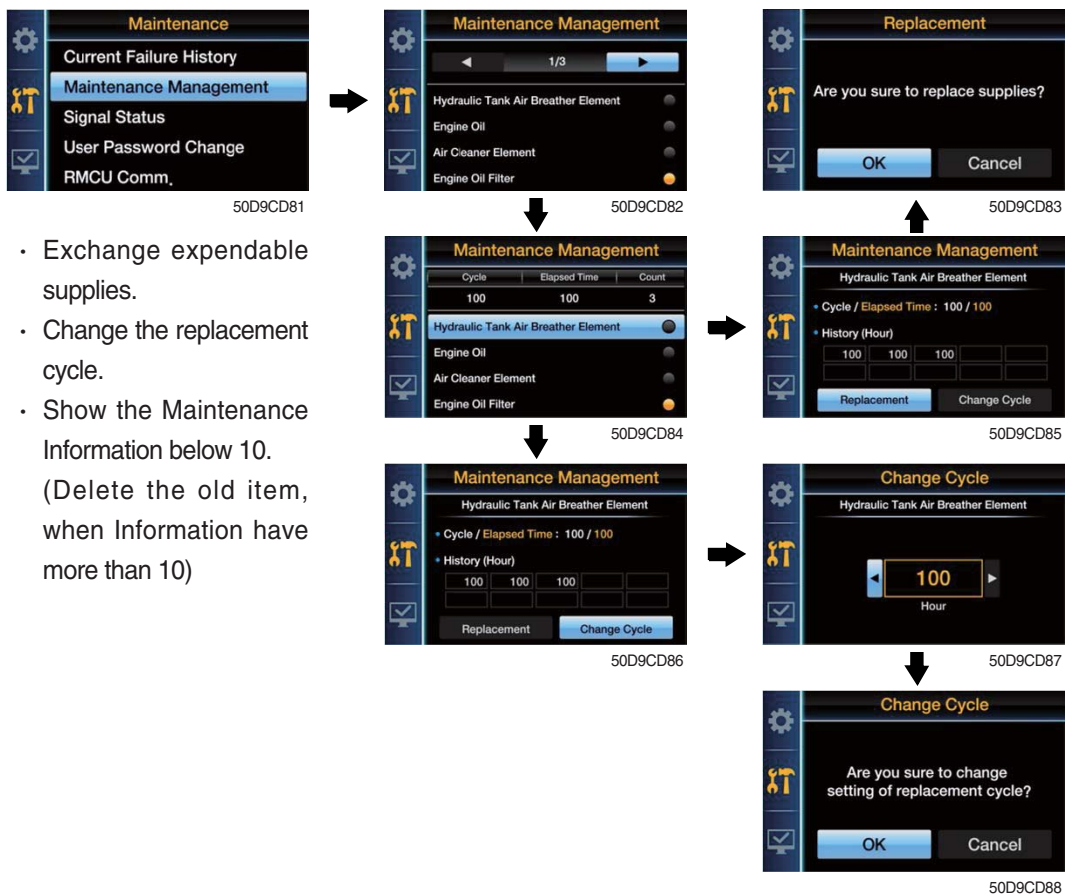 Maintenance
Current Failure History
Maintenance Management
Signal Status
User Password Change
RMCU Comm.
50D9CD81
• Exchange expendable
supplies.
• Change the replacement
cycle.
• Show the Maintenance
Information below 10.
(Delete the old item,
when Information have
more than 10)
Maintenance Management
◀ 1/3 ▶
Hydraulic Tank Air Breather Element
Engine Oil
Air Cleaner Element
Engine Oil Filter
50D9CD82
Replacement
Are you sure to replace supplies?
OK Cancel
50D9CD83
Maintenance Management
Cycle Elapsed Time Count
100 100 3
Hydraulic Tank Air Breather Element
Engine Oil
Air Cleaner Element
Engine Oil Filter
50D9CD84
Maintenance Management
Hydraulic Tank Air Breather Element
• Cycle / Elapsed Time : 100 / 100
• History (Hour)
100 100 100
Replacement Change Cycle
50D9CD85
Maintenance Management
Hydraulic Tank Air Breather Element
• Cycle / Elapsed Time : 100 / 100
• History (Hour)
100 100 100
Replacement Change Cycle
50D9CD86
Change Cycle
Hydraulic Tank Air Breather Element
◀ 100 ▶
Hour
50D9CD87
Change Cycle
Are you sure to change
setting of replacement cycle?
OK Cancel
50D9CD88